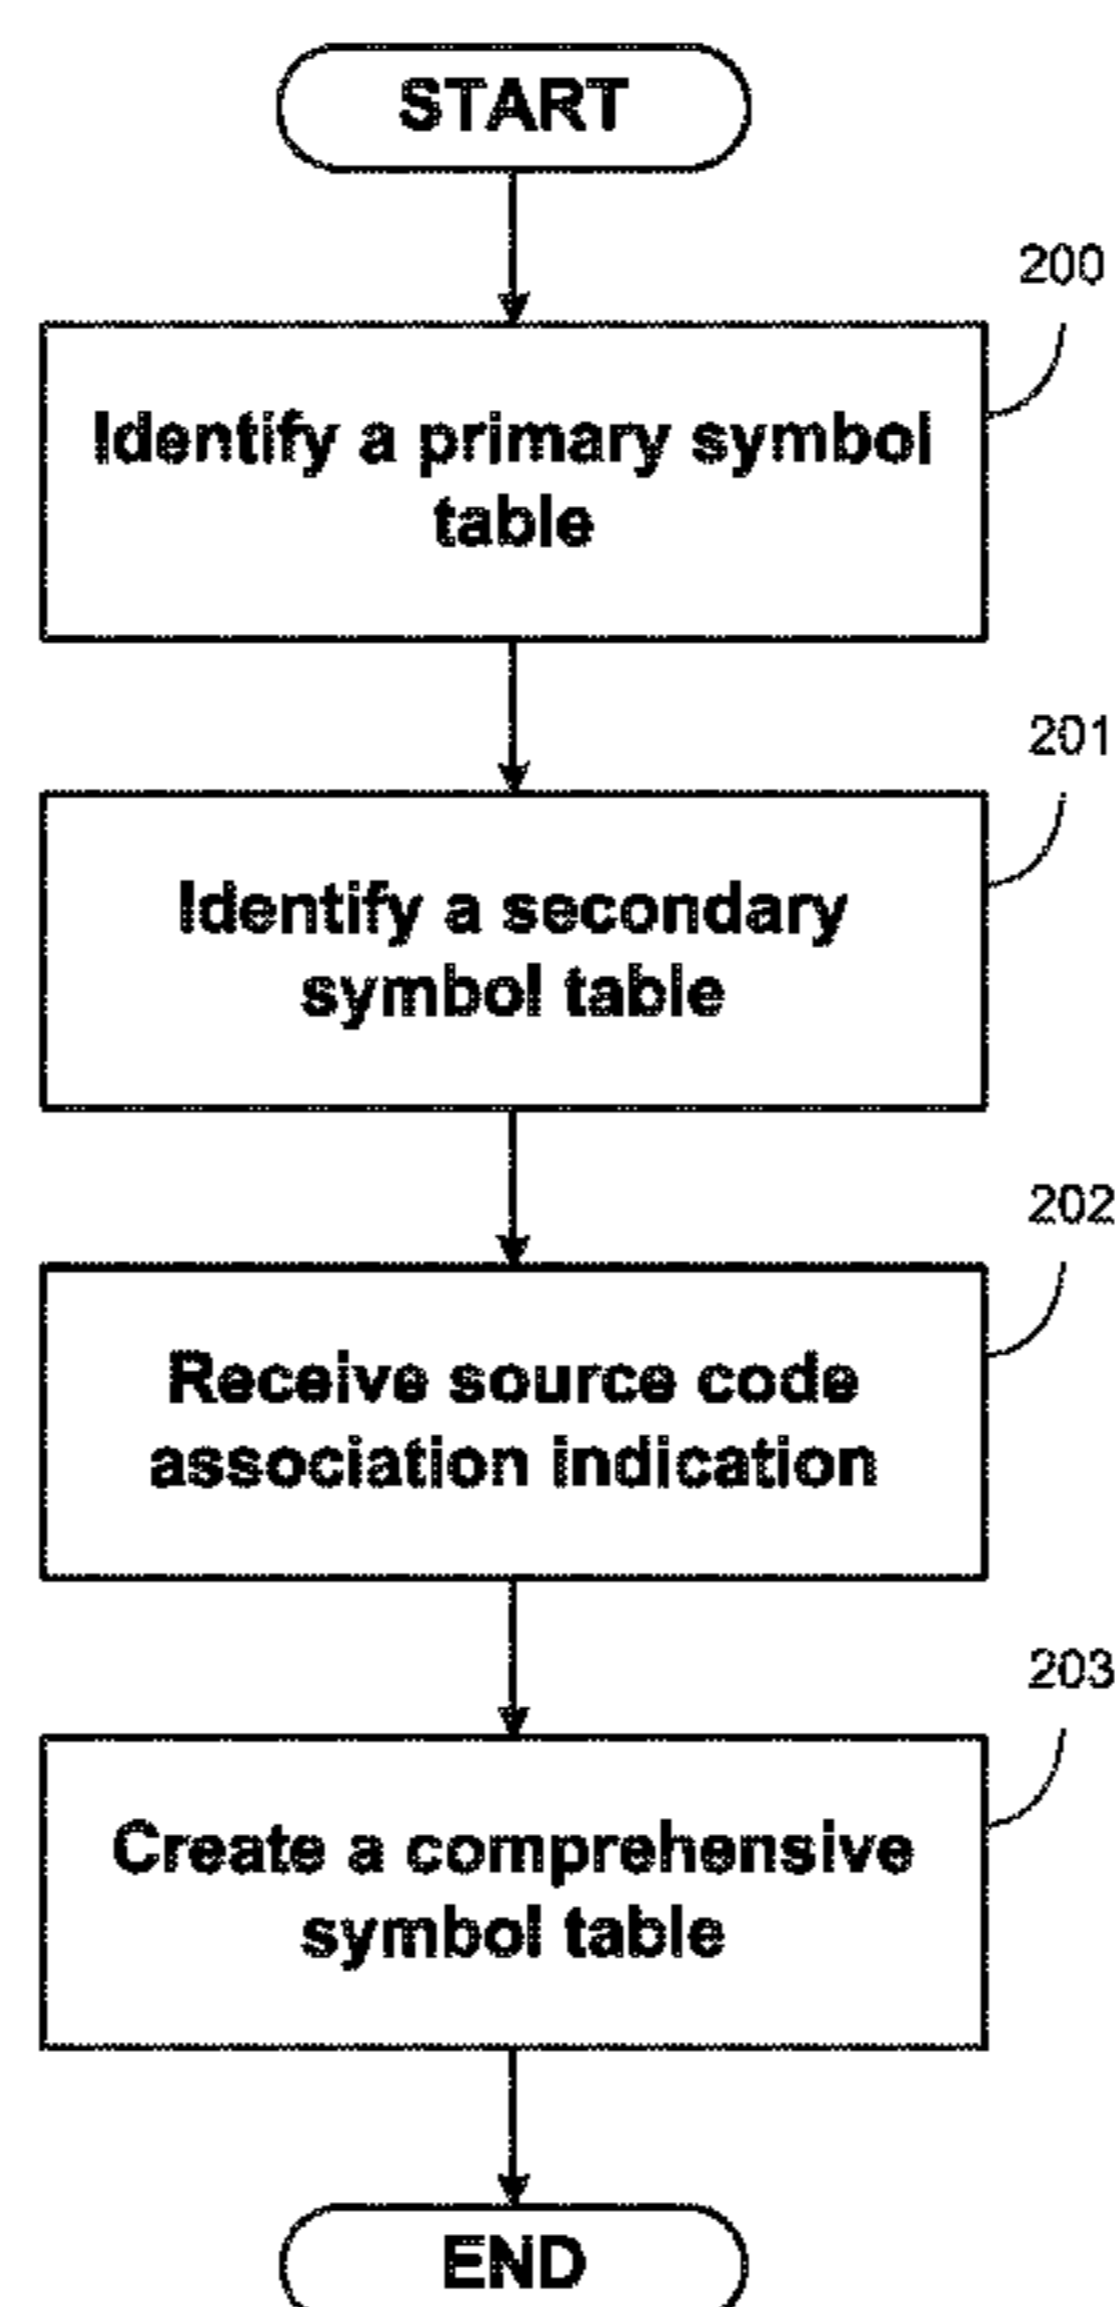 START
200
Identify a primary symbol
table
201
Identify a secondary
symbol table
202
Receive source code
association indication
203
Create a comprehensive
symbol table
END